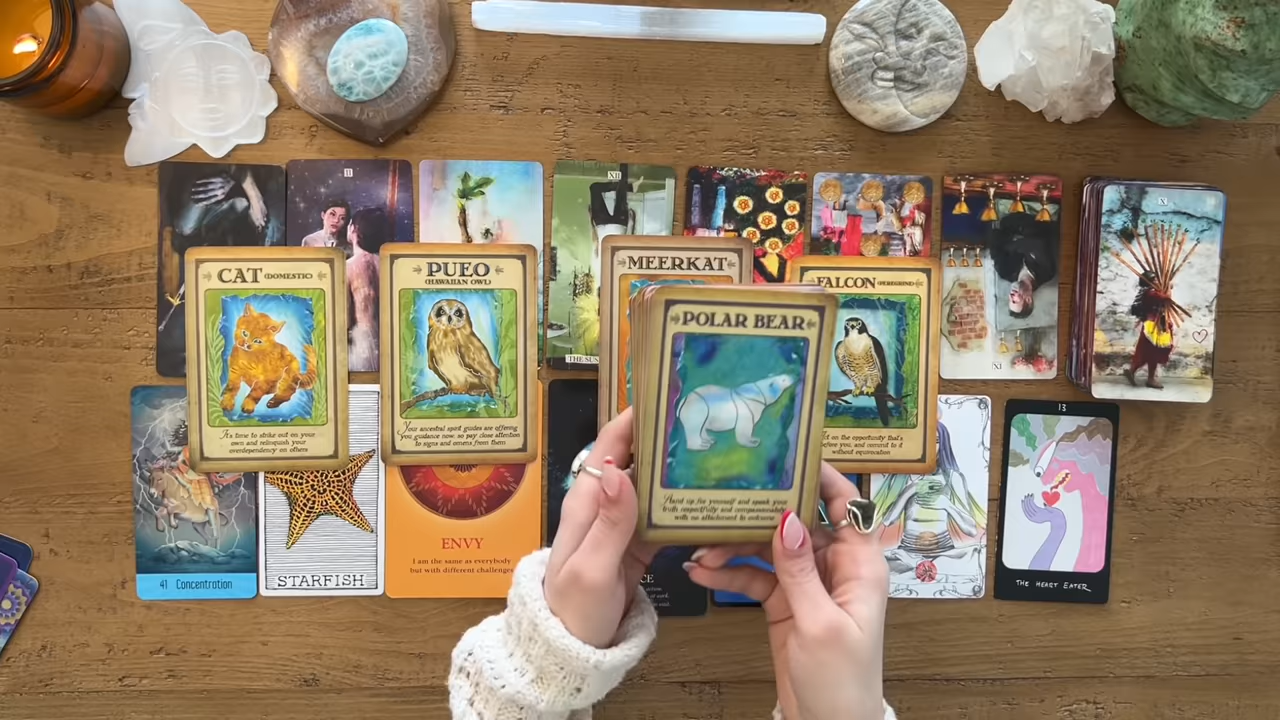 II
XII
THE SUN
XI
X
CAT (DOMESTIC)
It's time to strike out on your
own and relinquish your
overdependency on others
PUEO
(HAWAIIAN OWL)
Your ancestral spirit guides are offering
you guidance now, so pay close attention
to signs and omens from them
MEERKAT
FALCON (PEREGRINE)
on the opportunity that's
before you, and commit to it
without equivocation
POLAR BEAR
Stand up for yourself and speak your
truth respectfully and compassionately
with no attachment to outcome
41 Concentration
STARFISH
ENVY
I am the same as everybody
but with different challenges
CE
13
THE HEART EATER